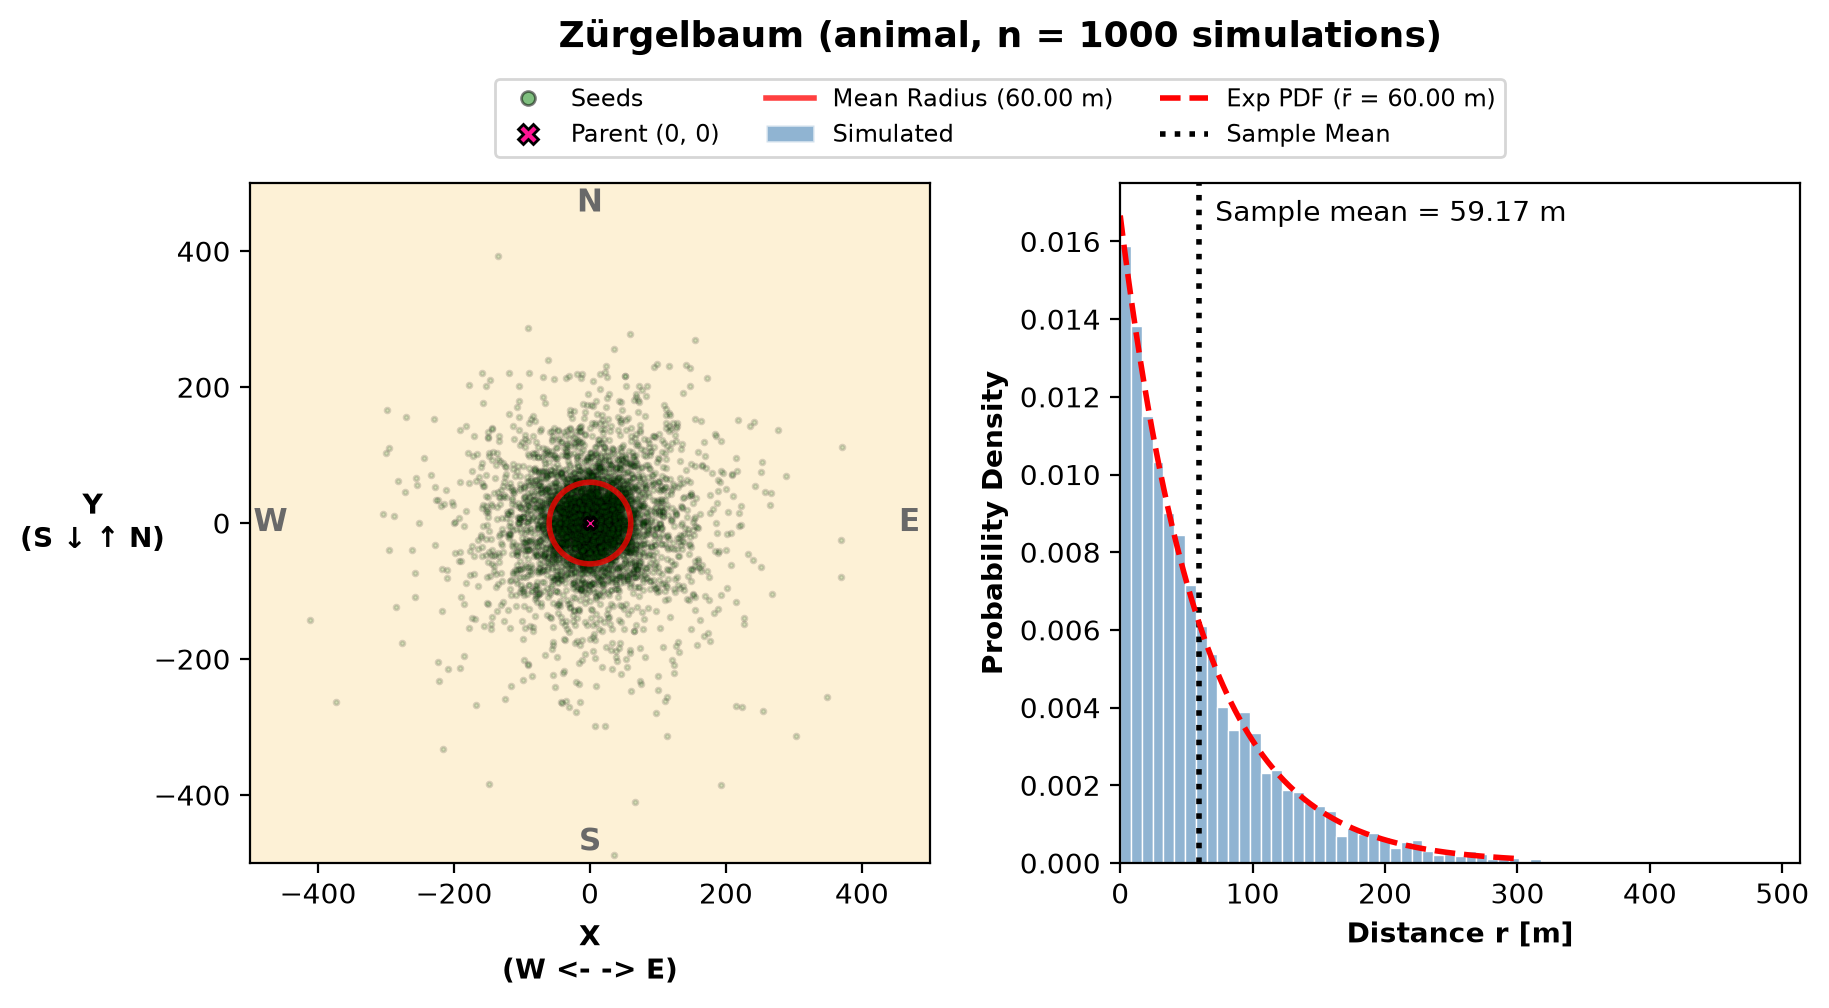 Zürgelbaum (animal, n = 1000 simulations)
Seeds
Parent (0, 0)
Mean Radius (60.00 m)
Simulated
Exp PDF (r̄ = 60.00 m)
Sample Mean
N
W
E
S
400
200
0
−200
−400
Y
(S ↓ ↑ N)
−400 −200 0 200 400
X
(W <- -> E)
Sample mean = 59.17 m
Probability Density
0.016
0.014
0.012
0.010
0.008
0.006
0.004
0.002
0.000
0 100 200 300 400 500
Distance r [m]